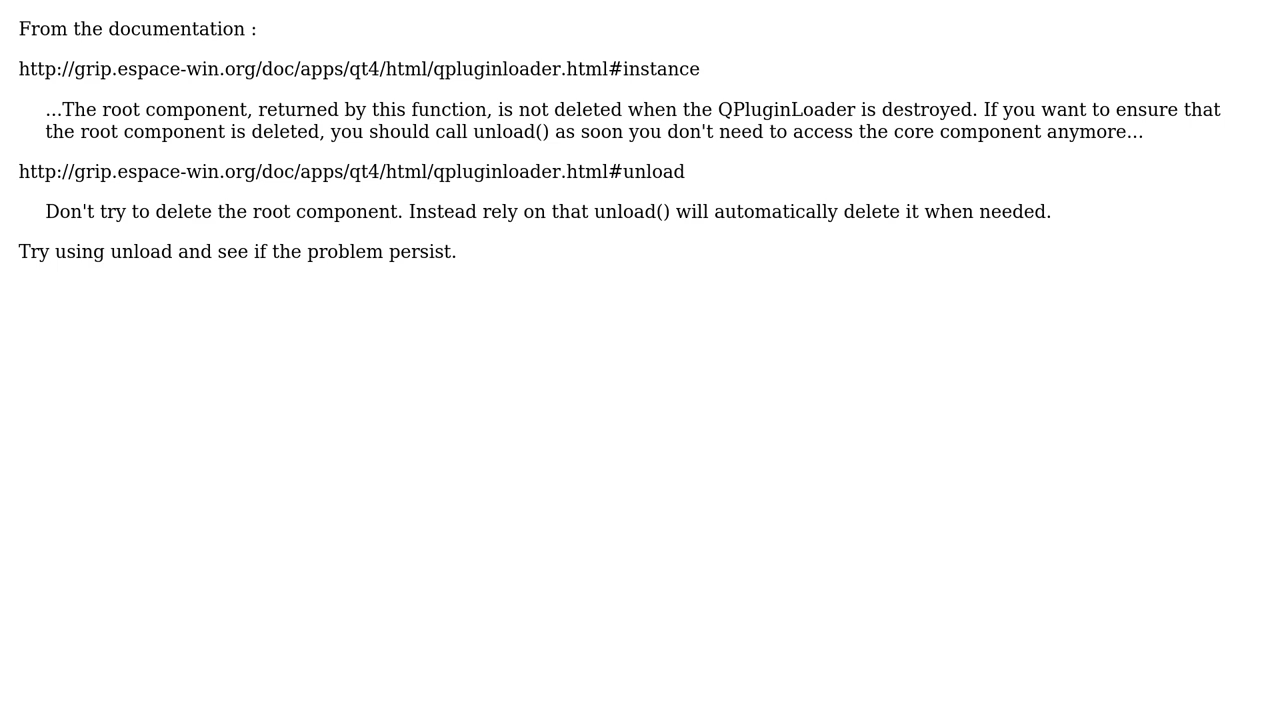 From the documentation :
http://grip.espace-win.org/doc/apps/qt4/html/qpluginloader.html#instance
...The root component, returned by this function, is not deleted when the QPluginLoader is destroyed. If you want to ensure that
the root component is deleted, you should call unload() as soon you don't need to access the core component anymore...
http://grip.espace-win.org/doc/apps/qt4/html/qpluginloader.html#unload
Don't try to delete the root component. Instead rely on that unload() will automatically delete it when needed.
Try using unload and see if the problem persist.